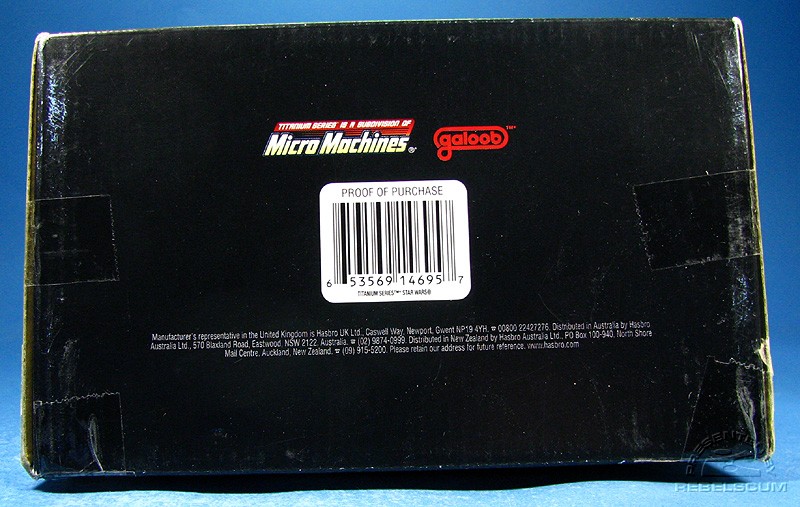 TITANIUM SERIES IS A SUBDIVISION OF
Micro Machines®
galoob™
PROOF OF PURCHASE
6 53569 14695 7
TITANIUM SERIES™ STAR WARS®
Manufacturer's representative in the United Kingdom is Hasbro UK Ltd., Caswell Way, Newport, Gwent NP19 4YH. ☎ 00800 22427276. Distributed in Australia by Hasbro
Australia Ltd., 570 Blaxland Road, Eastwood, NSW 2122, Australia. ☎ (02) 9874-0999. Distributed in New Zealand by Hasbro Australia Ltd., PO Box 100-940, North Shore
Mail Centre, Auckland, New Zealand. ☎ (09) 915-5200. Please retain our address for future reference. www.hasbro.com
REBELSCUM